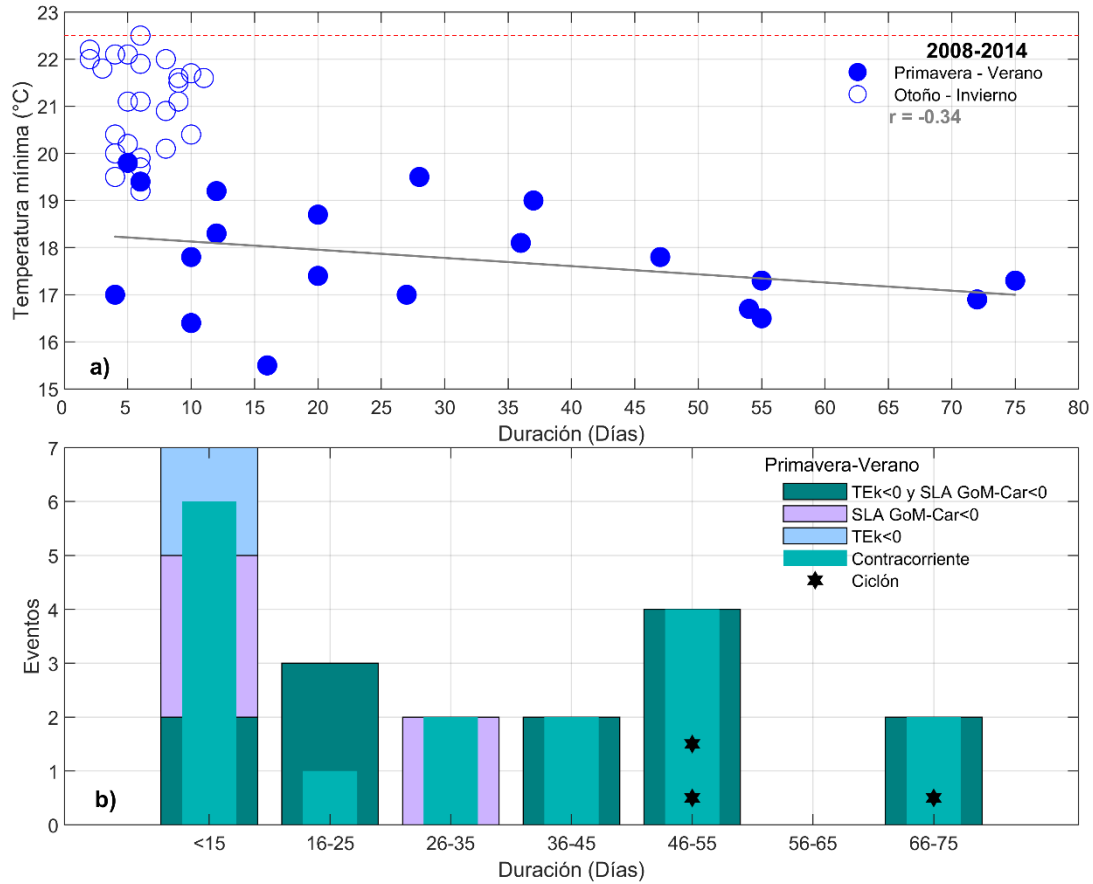 23
22
21
20
19
18
17
16
15
Temperatura mínima (°C)
2008-2014
Primavera - Verano
Otoño - Invierno
r = -0.34
a)
0 5 10 15 20 25 30 35 40 45 50 55 60 65 70 75 80
Duración (Días)
7
6
5
4
3
2
1
0
Eventos
Primavera-Verano
TEk<0 y SLA GoM-Car<0
SLA GoM-Car<0
TEk<0
Contracorriente
Ciclón
b)
<15 16-25 26-35 36-45 46-55 56-65 66-75
Duración (Días)